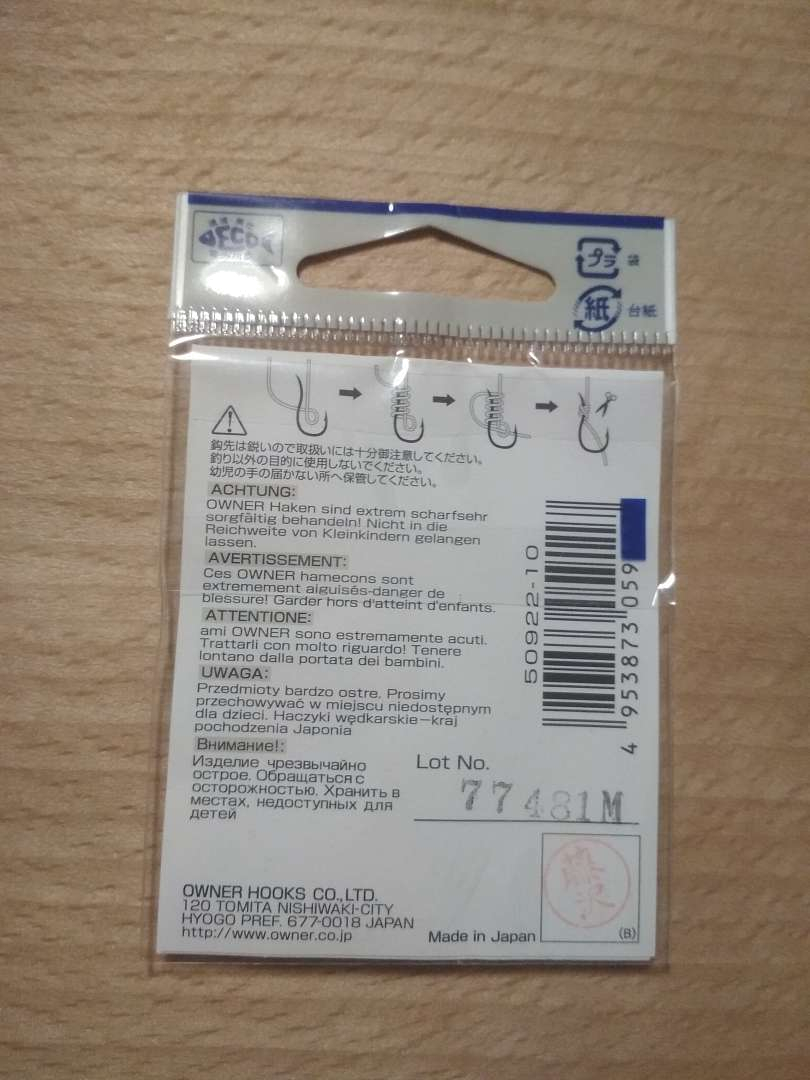 ECO
プラ
袋
紙
台紙
鈎先は鋭いので取扱いには十分御注意してください。
釣り以外の目的に使用しないでください。
幼児の手の届かない所へ保管してください。
ACHTUNG:
OWNER Haken sind extrem scharfsehr
sorgfältig behandeln! Nicht in die
Reichweite von Kleinkindern gelangen
lassen.
AVERTISSEMENT:
Ces OWNER hamecons sont
extremement aiguisés-danger de
blessure! Garder hors d'atteint d'enfants.
ATTENTIONE:
ami OWNER sono estremamente acuti.
Trattarli con molto riguardo! Tenere
lontano dalla portata dei bambini.
UWAGA:
Przedmioty bardzo ostre. Prosimy
przechowywać w miejscu niedostępnym
dla dzieci. Haczyki wędkarskie-kraj
pochodzenia Japonia
Внимание!:
Изделие чрезвычайно
острое. Обращаться с
осторожностью. Хранить в
местах, недоступных для
детей
50922-10
4 953873 059
Lot No.
77481M
OWNER HOOKS CO.,LTD.
120 TOMITA NISHIWAKI-CITY
HYOGO PREF. 677-0018 JAPAN
http://www.owner.co.jp
Made in Japan
(B)